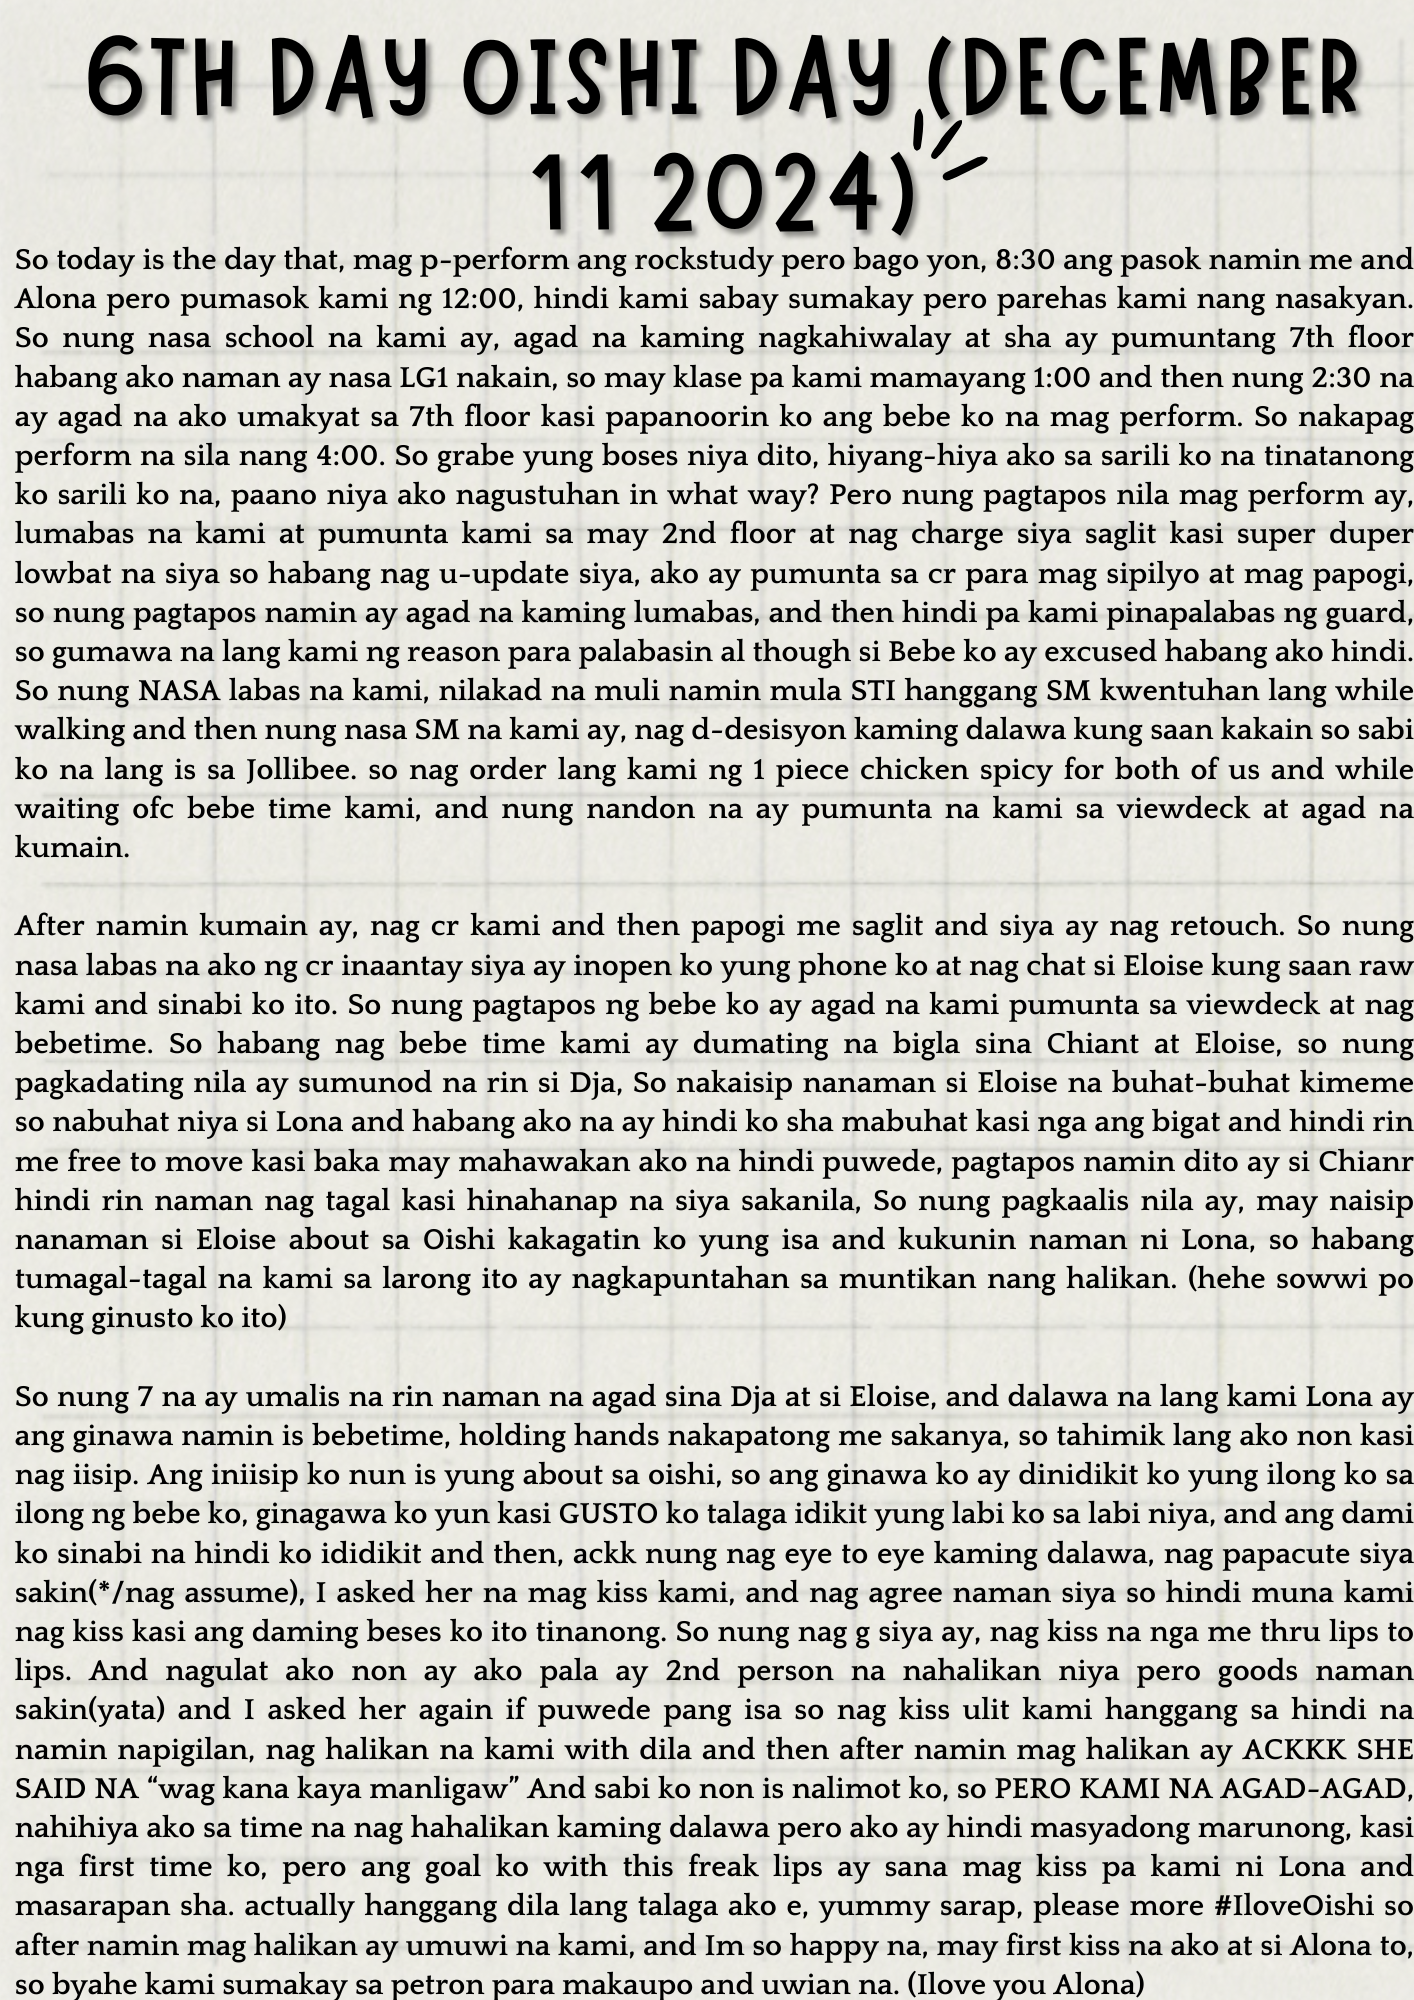 6TH DAY OISHI DAY (DECEMBER
11 2024)
So today is the day that, mag p-perform ang rockstudy pero bago yon, 8:30 ang pasok namin me and
Alona pero pumasok kami ng 12:00, hindi kami sabay sumakay pero parehas kami nang nasakyan.
So nung nasa school na kami ay, agad na kaming nagkahiwalay at sha ay pumuntang 7th floor
habang ako naman ay nasa LG1 nakain, so may klase pa kami mamayang 1:00 and then nung 2:30 na
ay agad na ako umakyat sa 7th floor kasi papanoorin ko ang bebe ko na mag perform. So nakapag
perform na sila nang 4:00. So grabe yung boses niya dito, hiyang-hiya ako sa sarili ko na tinatanong
ko sarili ko na, paano niya ako nagustuhan in what way? Pero nung pagtapos nila mag perform ay,
lumabas na kami at pumunta kami sa may 2nd floor at nag charge siya saglit kasi super duper
lowbat na siya so habang nag u-update siya, ako ay pumunta sa cr para mag sipilyo at mag papogi,
so nung pagtapos namin ay agad na kaming lumabas, and then hindi pa kami pinapalabas ng guard,
so gumawa na lang kami ng reason para palabasin al though si Bebe ko ay excused habang ako hindi.
So nung NASA labas na kami, nilakad na muli namin mula STI hanggang SM kwentuhan lang while
walking and then nung nasa SM na kami ay, nag d-desisyon kaming dalawa kung saan kakain so sabi
ko na lang is sa Jollibee. so nag order lang kami ng 1 piece chicken spicy for both of us and while
waiting ofc bebe time kami, and nung nandon na ay pumunta na kami sa viewdeck at agad na
kumain.
After namin kumain ay, nag cr kami and then papogi me saglit and siya ay nag retouch. So nung
nasa labas na ako ng cr inaantay siya ay inopen ko yung phone ko at nag chat si Eloise kung saan raw
kami and sinabi ko ito. So nung pagtapos ng bebe ko ay agad na kami pumunta sa viewdeck at nag
bebetime. So habang nag bebe time kami ay dumating na bigla sina Chiant at Eloise, so nung
pagkadating nila ay sumunod na rin si Dja, So nakaisip nanaman si Eloise na buhat-buhat kimeme
so nabuhat niya si Lona and habang ako na ay hindi ko sha mabuhat kasi nga ang bigat and hindi rin
me free to move kasi baka may mahawakan ako na hindi puwede, pagtapos namin dito ay si Chianr
hindi rin naman nag tagal kasi hinahanap na siya sakanila, So nung pagkaalis nila ay, may naisip
nanaman si Eloise about sa Oishi kakagatin ko yung isa and kukunin naman ni Lona, so habang
tumagal-tagal na kami sa larong ito ay nagkapuntahan sa muntikan nang halikan. (hehe sowwi po
kung ginusto ko ito)
So nung 7 na ay umalis na rin naman na agad sina Dja at si Eloise, and dalawa na lang kami Lona ay
ang ginawa namin is bebetime, holding hands nakapatong me sakanya, so tahimik lang ako non kasi
nag iisip. Ang iniisip ko nun is yung about sa oishi, so ang ginawa ko ay dinidikit ko yung ilong ko sa
ilong ng bebe ko, ginagawa ko yun kasi GUSTO ko talaga idikit yung labi ko sa labi niya, and ang dami
ko sinabi na hindi ko ididikit and then, ackk nung nag eye to eye kaming dalawa, nag papacute siya
sakin(*/nag assume), I asked her na mag kiss kami, and nag agree naman siya so hindi muna kami
nag kiss kasi ang daming beses ko ito tinanong. So nung nag g siya ay, nag kiss na nga me thru lips to
lips. And nagulat ako non ay ako pala ay 2nd person na nahalikan niya pero goods naman
sakin(yata) and I asked her again if puwede pang isa so nag kiss ulit kami hanggang sa hindi na
namin napigilan, nag halikan na kami with dila and then after namin mag halikan ay ACKKK SHE
SAID NA “wag kana kaya manligaw” And sabi ko non is nalimot ko, so PERO KAMI NA AGAD-AGAD,
nahihiya ako sa time na nag hahalikan kaming dalawa pero ako ay hindi masyadong marunong, kasi
nga first time ko, pero ang goal ko with this freak lips ay sana mag kiss pa kami ni Lona and
masarapan sha. actually hanggang dila lang talaga ako e, yummy sarap, please more #IloveOishi so
after namin mag halikan ay umuwi na kami, and Im so happy na, may first kiss na ako at si Alona to,
so byahe kami sumakay sa petron para makaupo and uwian na. (Ilove you Alona)